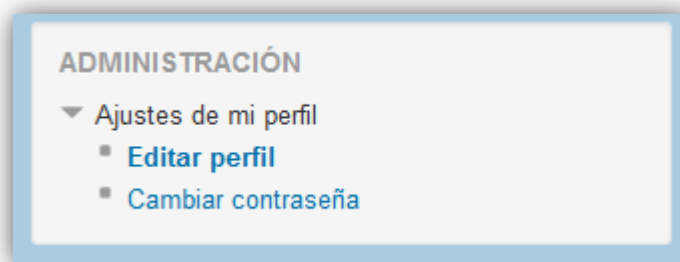 ADMINISTRACIÓN
Ajustes de mi perfil
Editar perfil
Cambiar contraseña